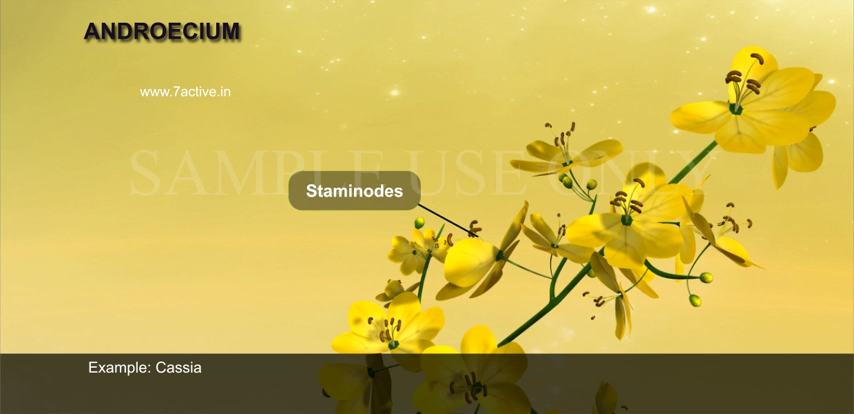 ANDROECIUM
www.7active.in
SAMPLE USE ONLY
Staminodes
Example: Cassia